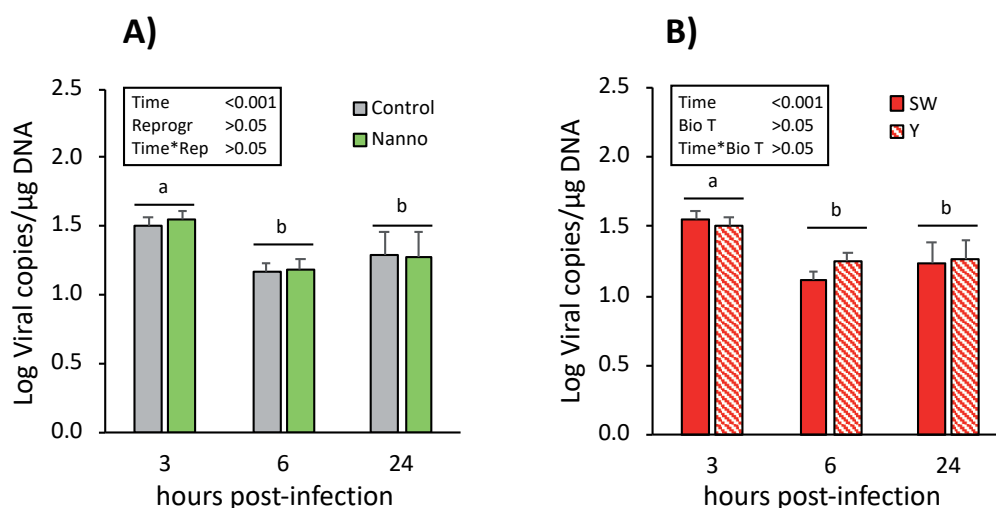 A)
Log Viral copies/µg DNA
2.5
2.0
1.5
1.0
0.5
0.0
Time <0.001
Reprogr >0.05
Time*Rep >0.05
Control
Nanno
a
b
b
3 6 24
hours post-infection
B)
Log Viral copies/µg DNA
2.5
2.0
1.5
1.0
0.5
0.0
Time <0.001
Bio T >0.05
Time*Bio T >0.05
SW
Y
a
b
b
3 6 24
hours post-infection